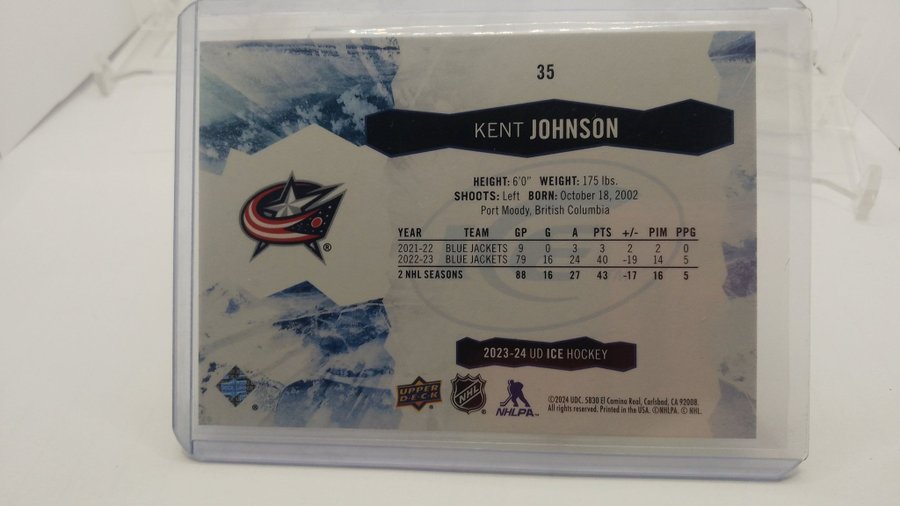 35
KENT JOHNSON
HEIGHT: 6'0" WEIGHT: 175 lbs.
SHOOTS: Left BORN: October 18, 2002
Port Moody, British Columbia
YEAR TEAM GP G A PTS +/- PIM PPG
2021-22 BLUE JACKETS 9 0 3 3 2 2 0
2022-23 BLUE JACKETS 79 16 24 40 -19 14 5
2 NHL SEASONS 88 16 27 43 -17 16 5
2023-24 UD ICE HOCKEY
UPPER DECK
NHL
NHLPA™
©2024 UDC. 5830 El Camino Real, Carlsbad, CA 92008.
All rights reserved. Printed in the USA. ©NHLPA. © NHL.